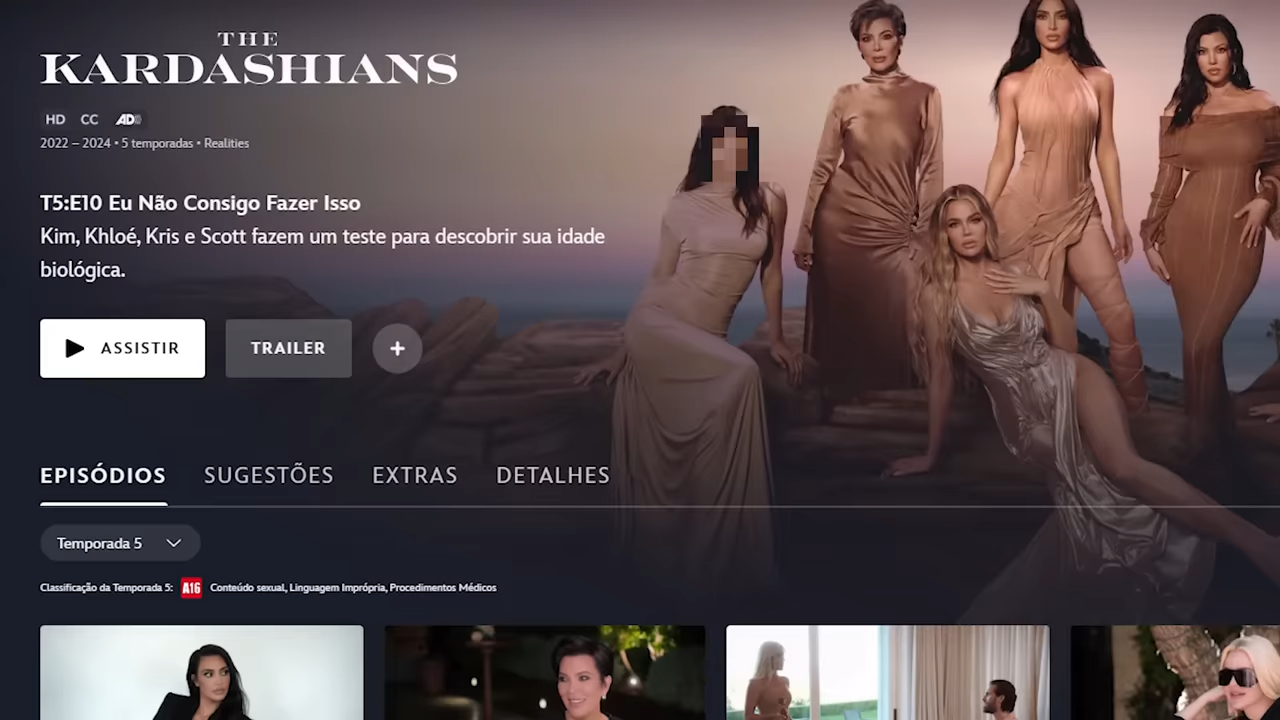 THE
KARDASHIANS
HD CC AD
2022 – 2024 • 5 temporadas • Realities
T5:E10 Eu Não Consigo Fazer Isso
Kim, Khloé, Kris e Scott fazem um teste para descobrir sua idade
biológica.
ASSISTIR TRAILER +
EPISÓDIOS SUGESTÕES EXTRAS DETALHES
Temporada 5
Classificação da Temporada 5: A16 Conteúdo sexual, Linguagem Imprópria, Procedimentos Médicos